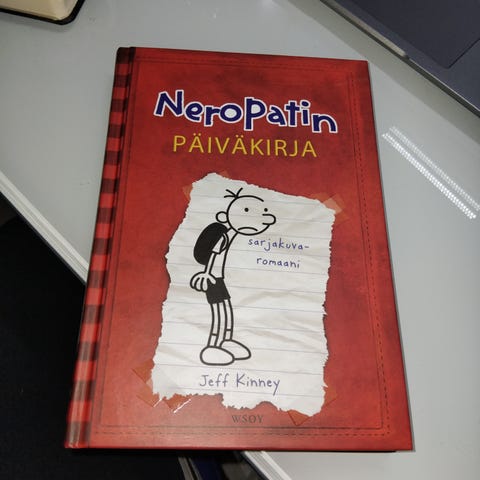 Neropatin
PÄIVÄKIRJA
sarjakuva-
romaani
Jeff Kinney
WSOY